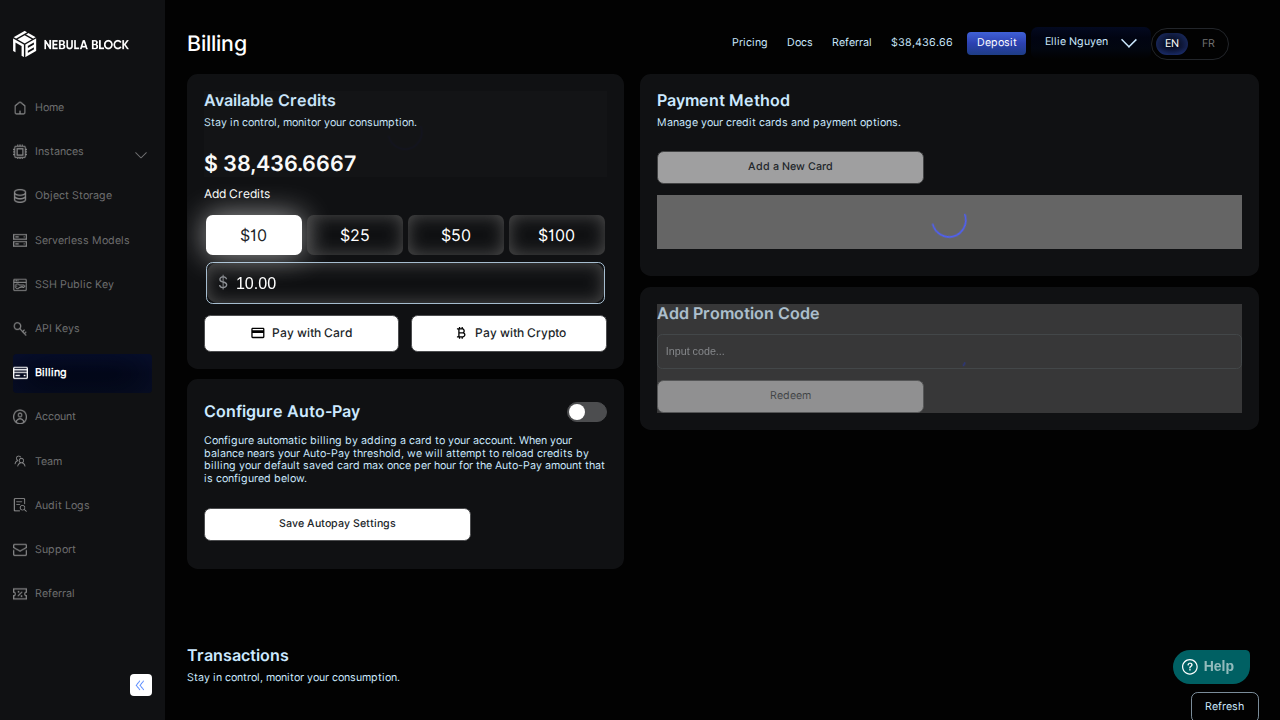 NEBULA BLOCK
Home
Instances
Object Storage
Serverless Models
SSH Public Key
API Keys
Billing
Account
Team
Audit Logs
Support
Referral
Billing
Pricing
Docs
Referral
$38,436.66
Deposit
Ellie Nguyen
EN
FR
Available Credits
Stay in control, monitor your consumption.
$ 38,436.6667
Add Credits
$10
$25
$50
$100
$ 10.00
Pay with Card
Pay with Crypto
Configure Auto-Pay
Configure automatic billing by adding a card to your account. When your
balance nears your Auto-Pay threshold, we will attempt to reload credits by
billing your default saved card max once per hour for the Auto-Pay amount that
is configured below.
Save Autopay Settings
Payment Method
Manage your credit cards and payment options.
Add a New Card
Add Promotion Code
Input code...
Redeem
Transactions
Stay in control, monitor your consumption.
Help
Refresh